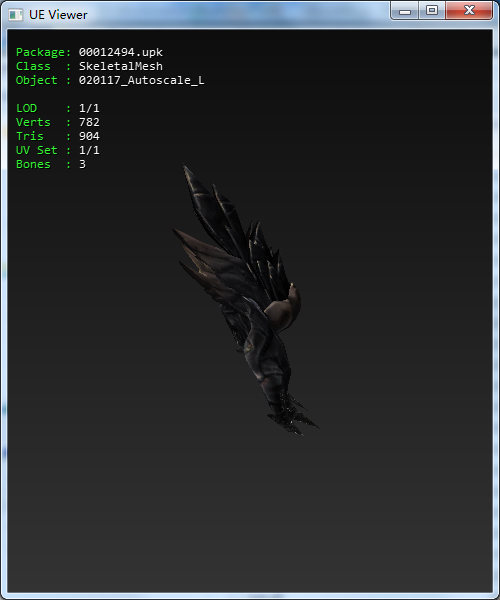 UE Viewer
Package: 00012494.upk
Class : SkeletalMesh
Object : 020117_Autoscale_L
LOD : 1/1
Verts : 782
Tris : 904
UV Set : 1/1
Bones : 3